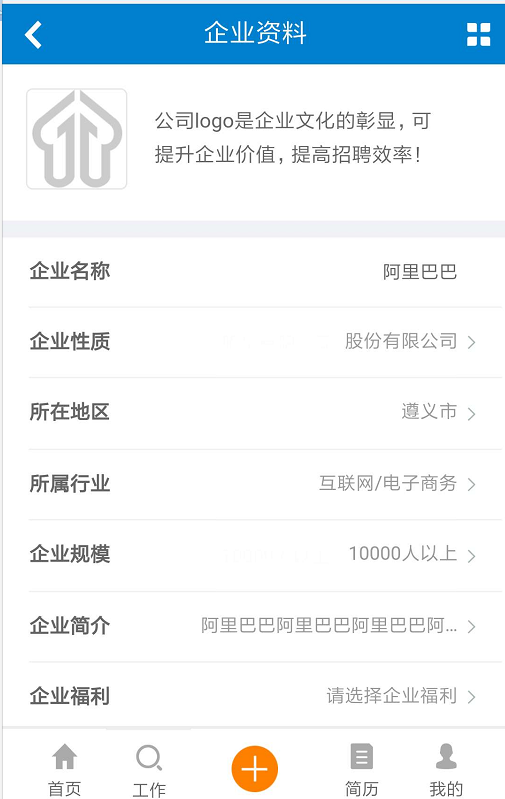 企业资料
公司logo是企业文化的彰显，可
提升企业价值，提高招聘效率！
企业名称 阿里巴巴
企业性质 股份有限公司
所在地区 遵义市
所属行业 互联网/电子商务
企业规模 10000人以上
企业简介 阿里巴巴阿里巴巴阿里巴巴阿...
企业福利 请选择企业福利
首页 工作 简历 我的